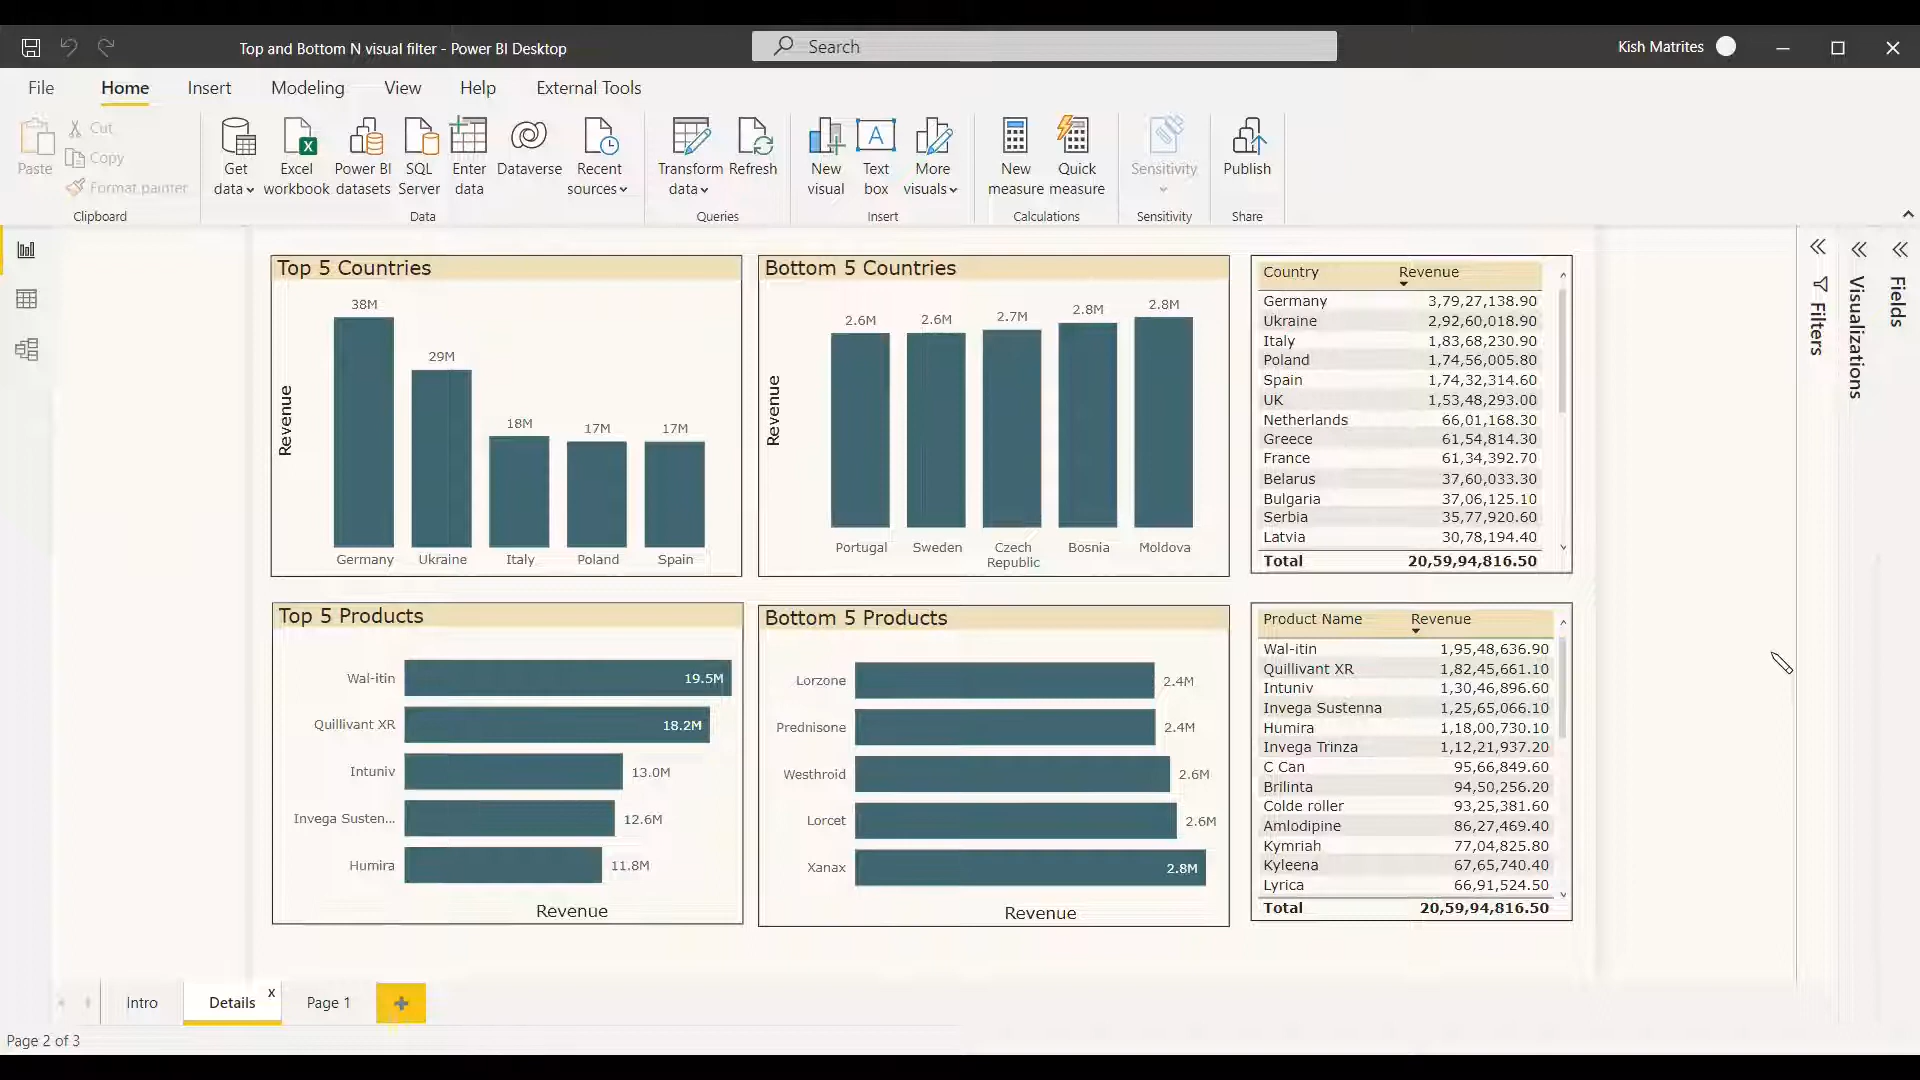 Top and Bottom N visual filter - Power BI Desktop
Search
Kish Matrites
File Home Insert Modeling View Help External Tools
Paste
Cut
Copy
Format painter
Clipboard
Get data
Excel workbook
Power BI datasets
SQL Server
Enter data
Dataverse
Recent sources
Data
Transform data
Refresh
Queries
New visual
Text box
More visuals
Insert
New measure
Quick measure
Calculations
Sensitivity
Sensitivity
Publish
Share
Top 5 Countries
Revenue
38M
29M
18M
17M
17M
Germany Ukraine Italy Poland Spain
Bottom 5 Countries
Revenue
2.6M
2.6M
2.7M
2.8M
2.8M
Portugal Sweden Czech Republic Bosnia Moldova
Country Revenue
Germany 3,79,27,138.90
Ukraine 2,92,60,018.90
Italy 1,83,68,230.90
Poland 1,74,56,005.80
Spain 1,74,32,314.60
UK 1,53,48,293.00
Netherlands 66,01,168.30
Greece 61,54,814.30
France 61,34,392.70
Belarus 37,60,033.30
Bulgaria 37,06,125.10
Serbia 35,77,920.60
Latvia 30,78,194.40
Total 20,59,94,816.50
Top 5 Products
Wal-itin 19.5M
Quillivant XR 18.2M
Intuniv 13.0M
Invega Susten... 12.6M
Humira 11.8M
Revenue
Bottom 5 Products
Lorzone 2.4M
Prednisone 2.4M
Westhroid 2.6M
Lorcet 2.6M
Xanax 2.8M
Revenue
Product Name Revenue
Wal-itin 1,95,48,636.90
Quillivant XR 1,82,45,661.10
Intuniv 1,30,46,896.60
Invega Sustenna 1,25,65,066.10
Humira 1,18,00,730.10
Invega Trinza 1,12,21,937.20
C Can 95,66,849.60
Brilinta 94,50,256.20
Colde roller 93,25,381.60
Amlodipine 86,27,469.40
Kymriah 77,04,825.80
Kyleena 67,65,740.40
Lyrica 66,91,524.50
Total 20,59,94,816.50
Filters
Visualizations
Fields
Intro
Details x
Page 1
+
Page 2 of 3